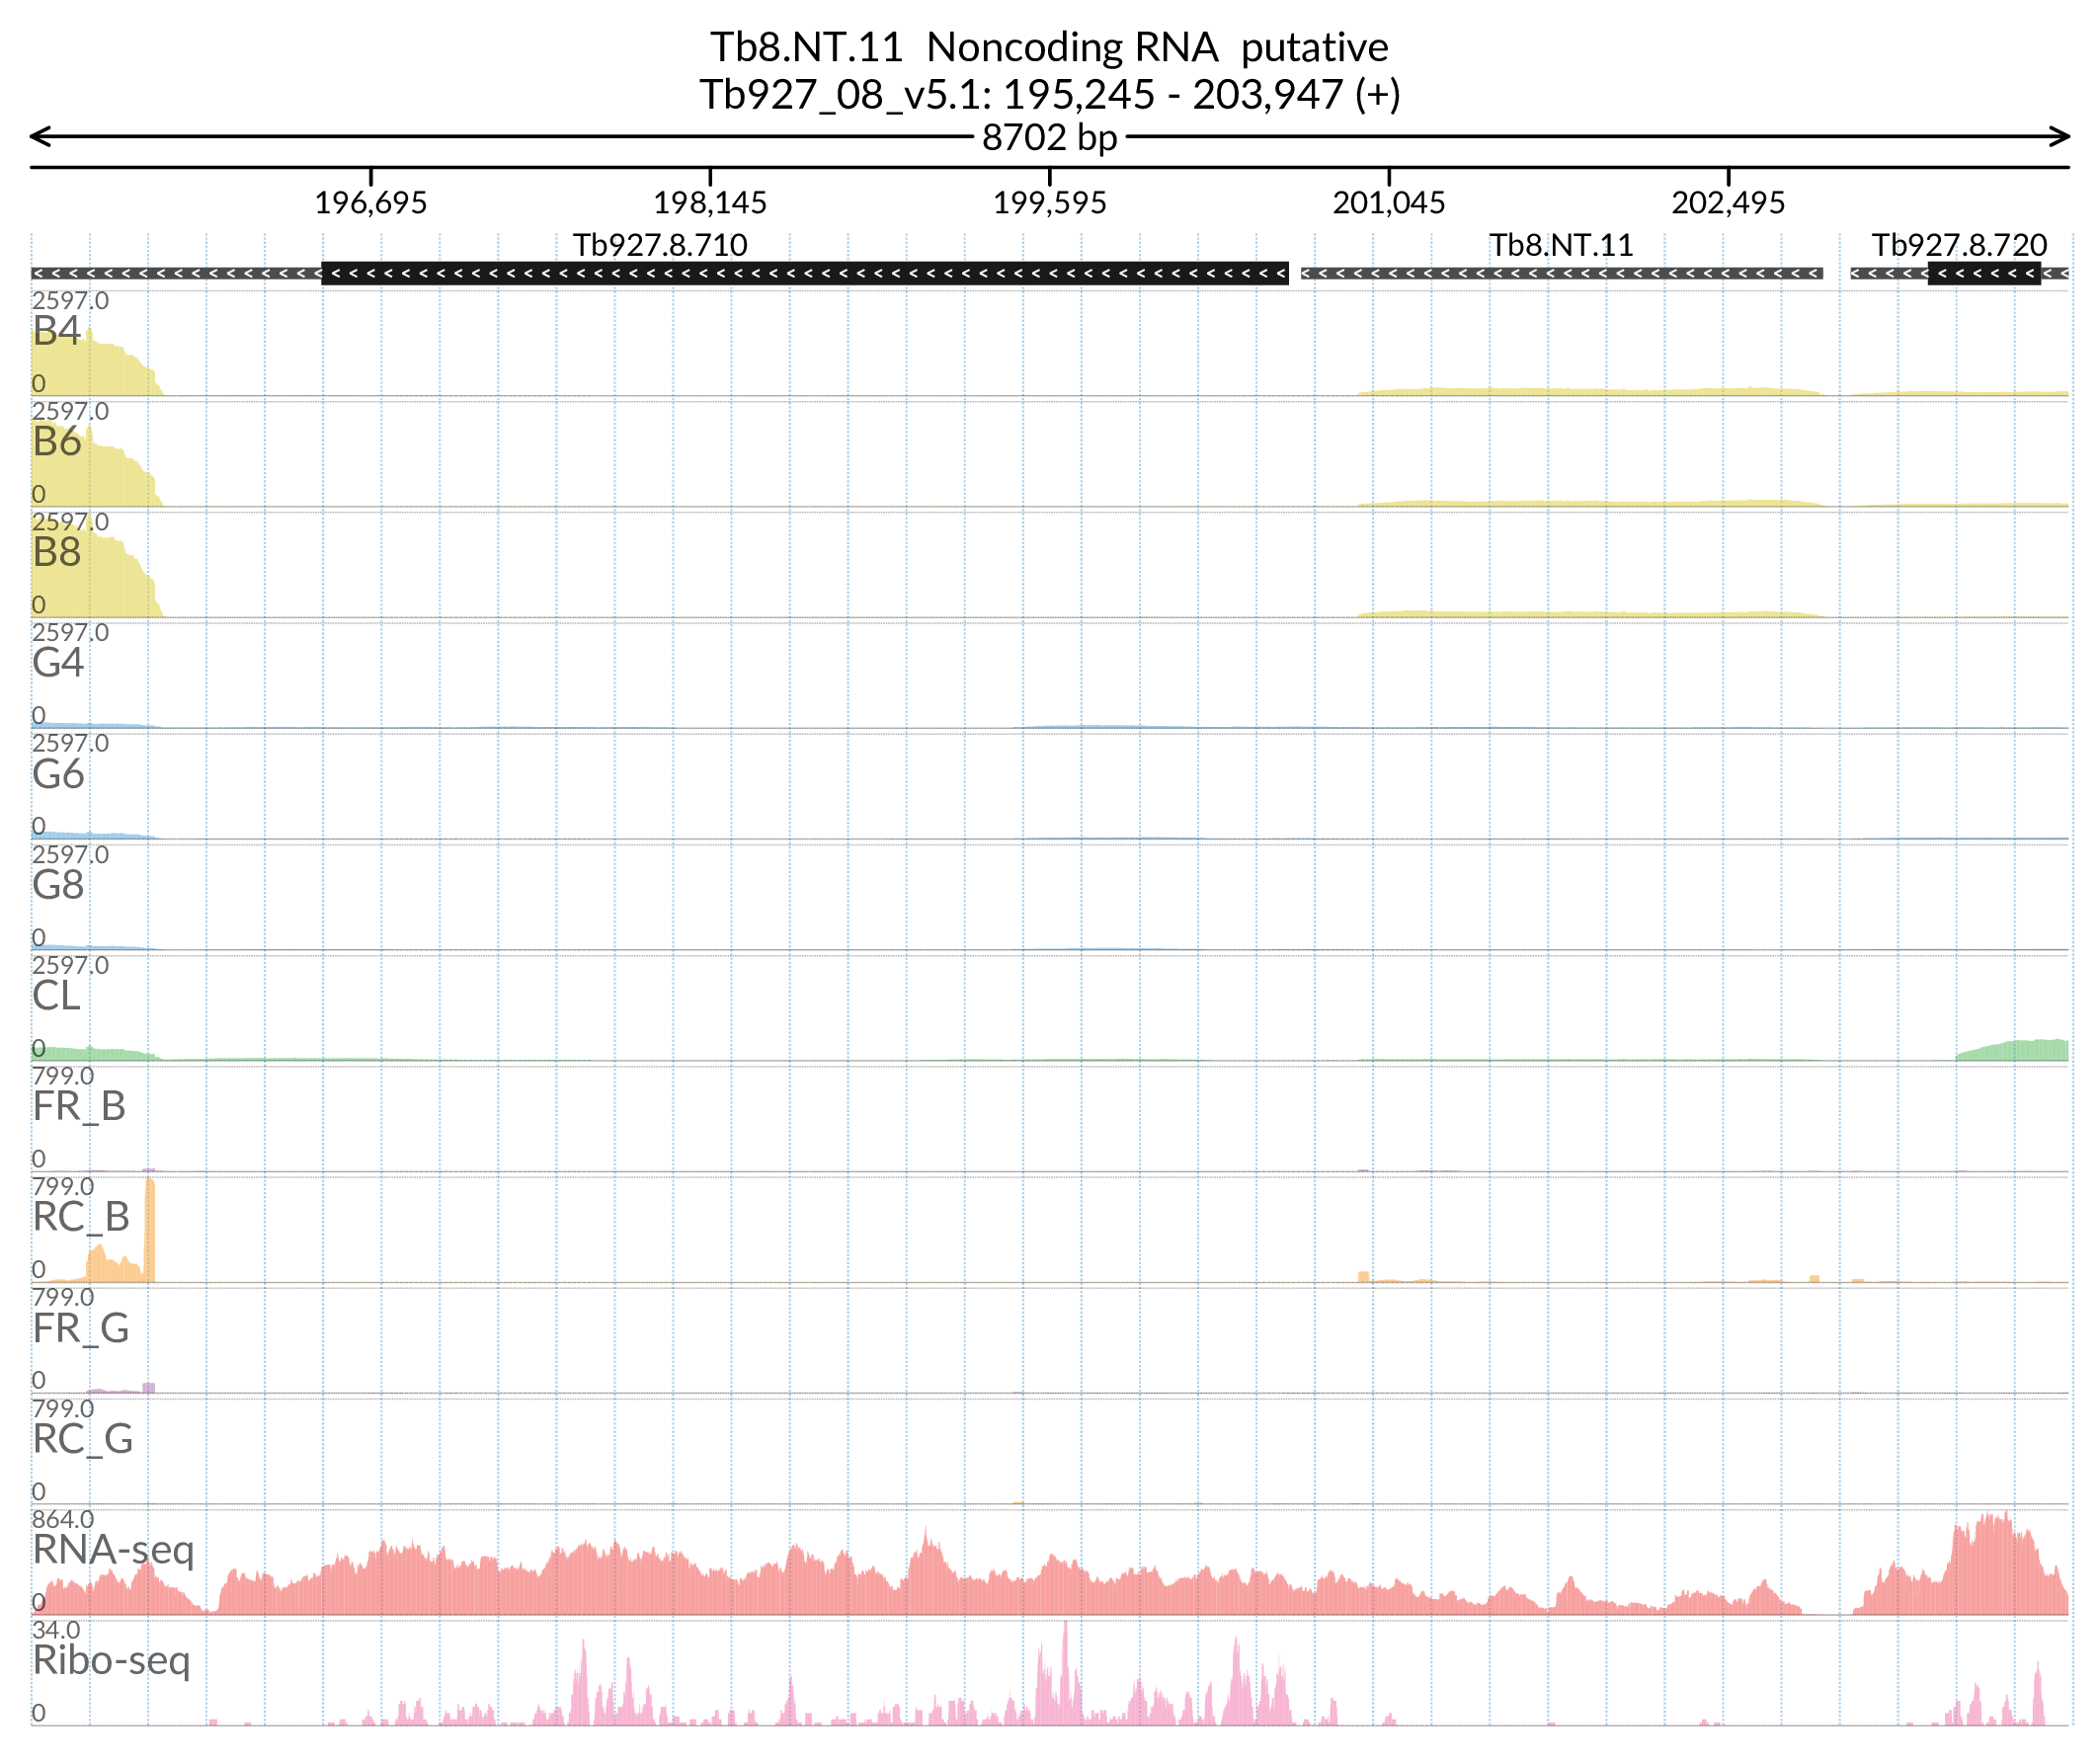 Tb8.NT.11 Noncoding RNA putative
Tb927_08_v5.1: 195,245 - 203,947 (+)
8702 bp
196,695 198,145 199,595 201,045 202,495
Tb927.8.710 Tb8.NT.11 Tb927.8.720
2597.0
B4
0
2597.0
B6
0
2597.0
B8
0
2597.0
G4
0
2597.0
G6
0
2597.0
G8
0
2597.0
CL
0
799.0
FR_B
0
799.0
RC_B
0
799.0
FR_G
0
799.0
RC_G
0
864.0
RNA-seq
0
34.0
Ribo-seq
0